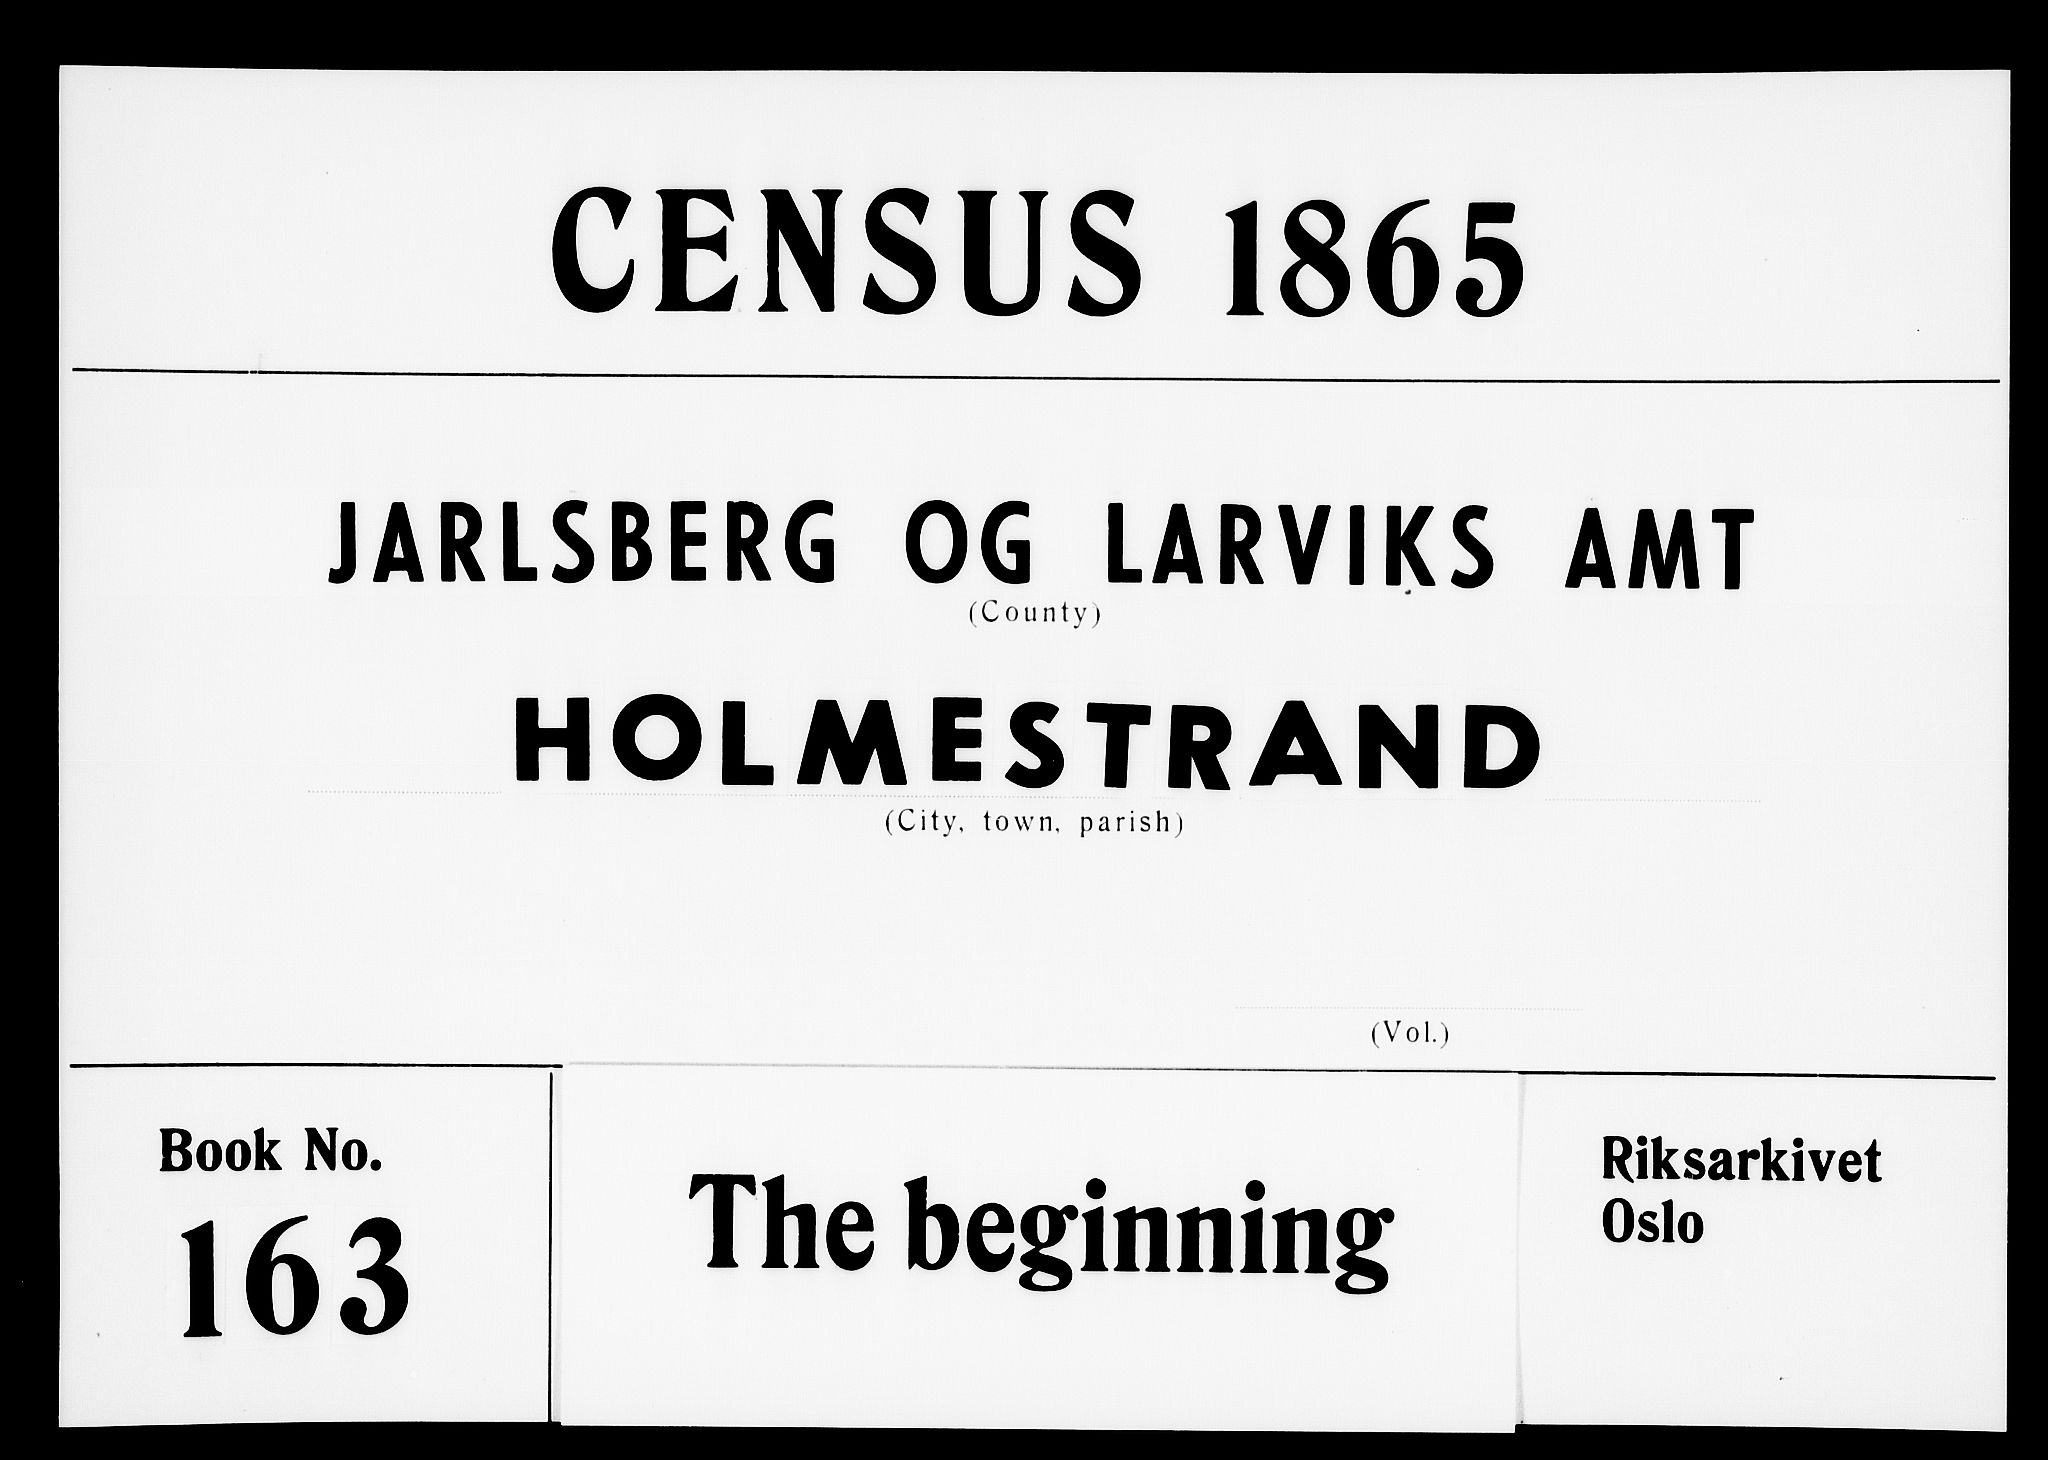 CENSUS 1865
JARLSBERG OG LARVIKS AMT
(County)
HOLMESTRAND
(City, town, parish)
(Vol.)
Book No.
163
The beginning
Riksarkivet
Oslo